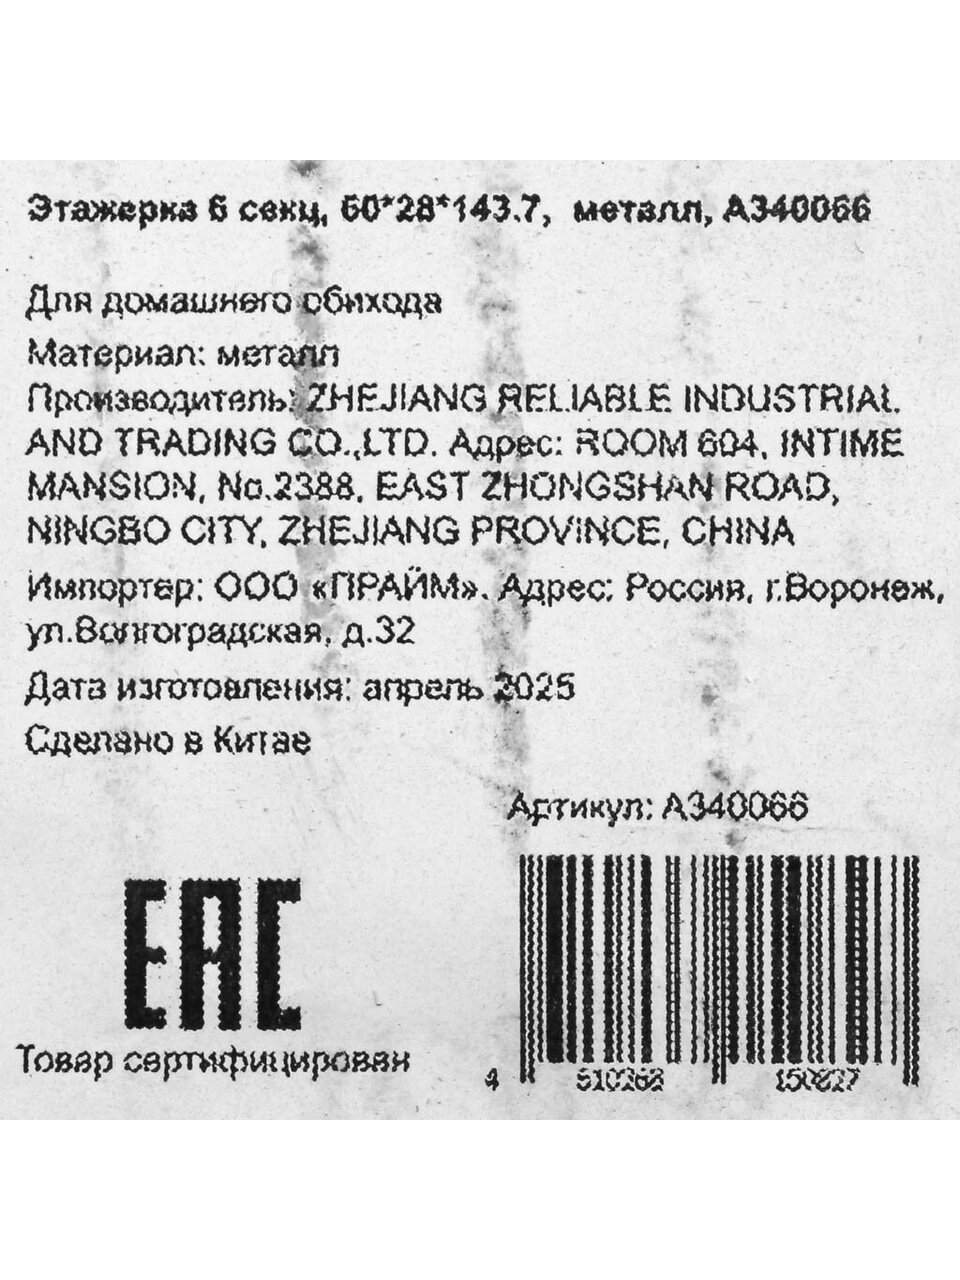 Этажерка 6 секц, 60*28*143.7, металл, А340066
Для домашнего обихода
Материал: металл
Производитель: ZHEJIANG RELIABLE INDUSTRIAL
AND TRADING CO.,LTD. Адрес: ROOM 604, INTIME
MANSION, No.2388, EAST ZHONGSHAN ROAD,
NINGBO CITY, ZHEJIANG PROVINCE, CHINA
Импортер: ООО «ПРАЙМ». Адрес: Россия, г.Воронеж,
ул.Волгоградская, д.32
Дата изготовления: апрель 2025
Сделано в Китае
Артикул: А340066
EAC
Товар сертифицирован
4